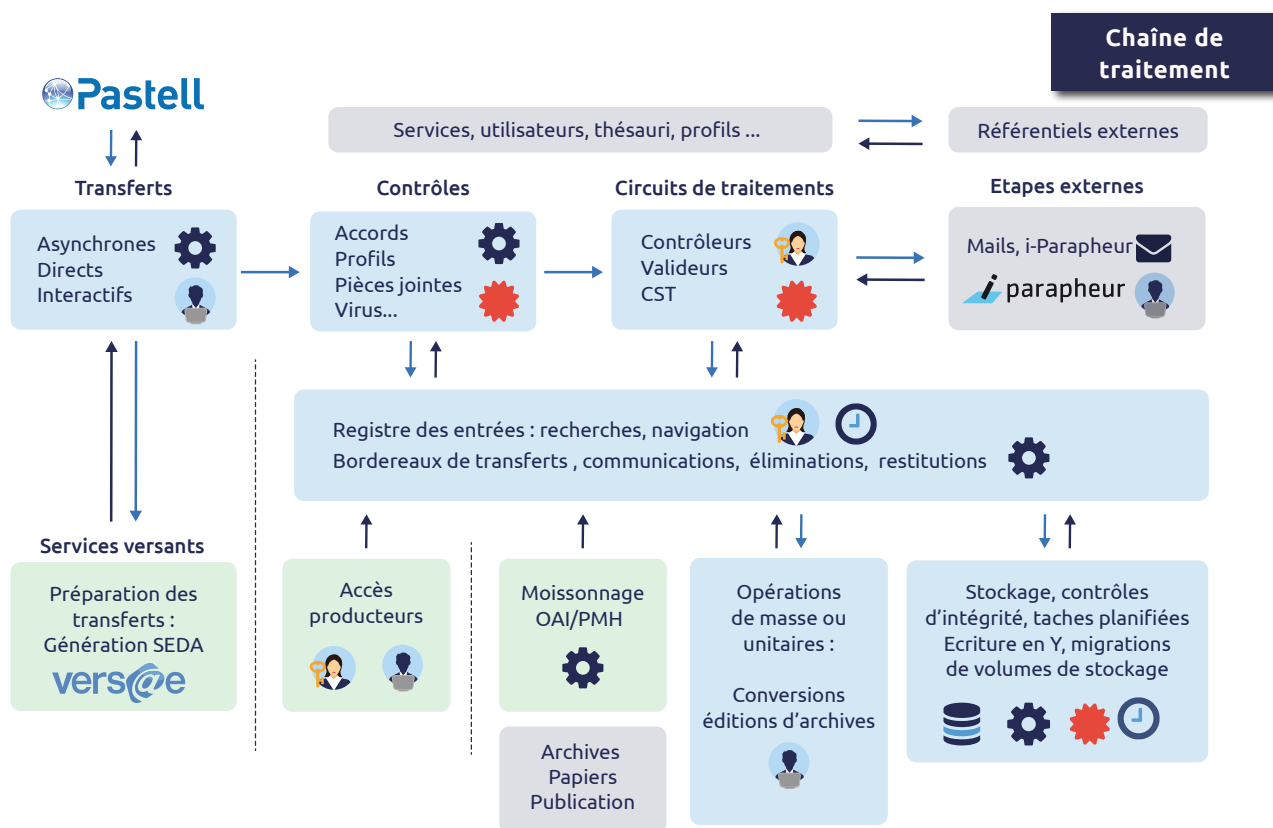 Chaîne de
traitement
Pastell
Services, utilisateurs, thésauri, profils ...
Référentiels externes
Transferts
Asynchrones
Directs
Interactifs
Contrôles
Accords
Profils
Pièces jointes
Virus...
Circuits de traitements
Contrôleurs
Valideurs
CST
Etapes externes
Mails, i-Parapheur
i parapheur
Registre des entrées : recherches, navigation
Bordereaux de transferts , communications, éliminations, restitutions
Services versants
Préparation des
transferts :
Génération SEDA
vers@e
Accès
producteurs
Moissonnage
OAI/PMH
Archives
Papiers
Publication
Opérations
de masse ou
unitaires :
Conversions
éditions d'archives
Stockage, contrôles
d'intégrité, taches planifiées
Ecriture en Y, migrations
de volumes de stockage